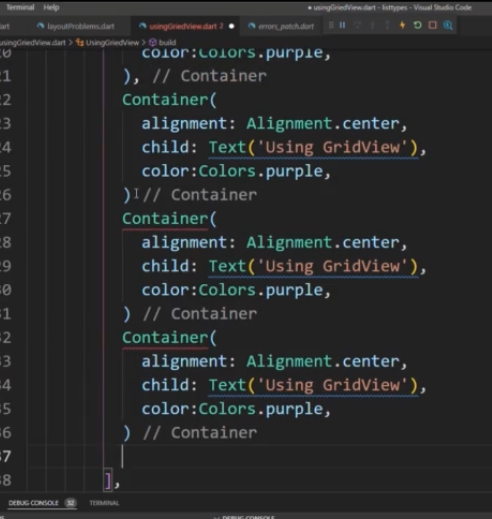 Terminal Help
● usingGriedView.dart - listtypes - Visual Studio Code
art layoutProblems.dart usingGriedView.dart 2 ● errors_patch.dart
usingGriedView.dart > UsingGriedView > build
20 color:Colors.purple,
21 ), // Container
22 Container(
23 alignment: Alignment.center,
24 child: Text('Using GridView'),
25 color:Colors.purple,
26 ) // Container
27 Container(
28 alignment: Alignment.center,
29 child: Text('Using GridView'),
30 color:Colors.purple,
31 ) // Container
32 Container(
33 alignment: Alignment.center,
34 child: Text('Using GridView'),
35 color:Colors.purple,
36 ) // Container
37
38 ],
DEBUG CONSOLE 32 TERMINAL
DEBUG CONSOLE